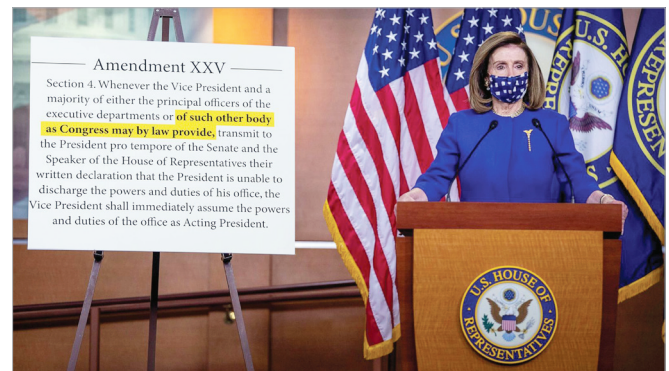 Amendment XXV
Section 4. Whenever the Vice President and a
majority of either the principal officers of the
executive departments or of such other body
as Congress may by law provide, transmit to
the President pro tempore of the Senate and the
Speaker of the House of Representatives their
written declaration that the President is unable to
discharge the powers and duties of his office, the
Vice President shall immediately assume the powers
and duties of the office as Acting President.
U.S. HOUSE OF
REPRESENTATIVES